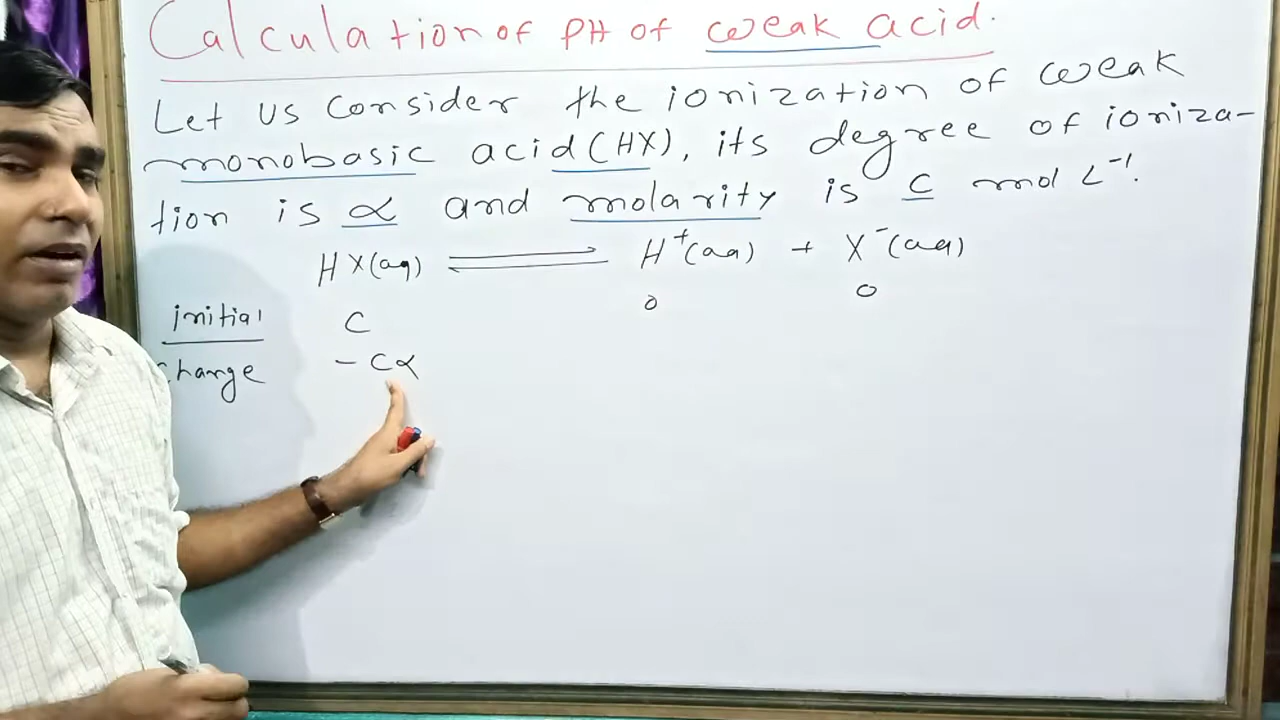 Calculation of PH of weak acid.
Let us consider the ionization of weak
monobasic acid (HX), its degree of ioniza-
tion is α and molarity is C mol L⁻¹.
HX(aq) ⇌ H⁺(aq) + X⁻(aq)
initial C 0 0
change - Cα